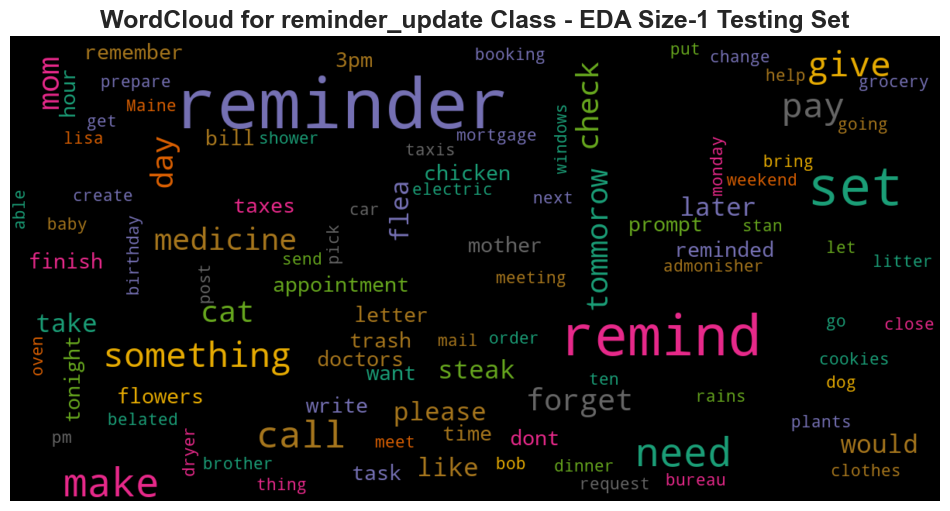 WordCloud for reminder_update Class - EDA Size-1 Testing Set
remember
3pm
booking
put
change
give
mom
hour
prepare
Maine
reminder
check
help
grocery
pay
get
lisa
bill
shower
mortgage
windows
going
day
taxis
chicken
electric
monday
bring
weekend
set
able
create
taxes
car
flea
next
tommorow
later
baby
birthday
medicine
pick
mother
prompt
stan
finish
send
reminded
let
post
appointment
meeting
admonisher
litter
take
cat
letter
remind
go
close
oven
tonight
something
trash
mail
order
doctors
want
steak
ten
cookies
dog
flowers
belated
write
please
forget
rains
pm
dryer
call
meet
time
dont
need
plants
would
brother
task
like
bob
dinner
clothes
make
thing
request
bureau